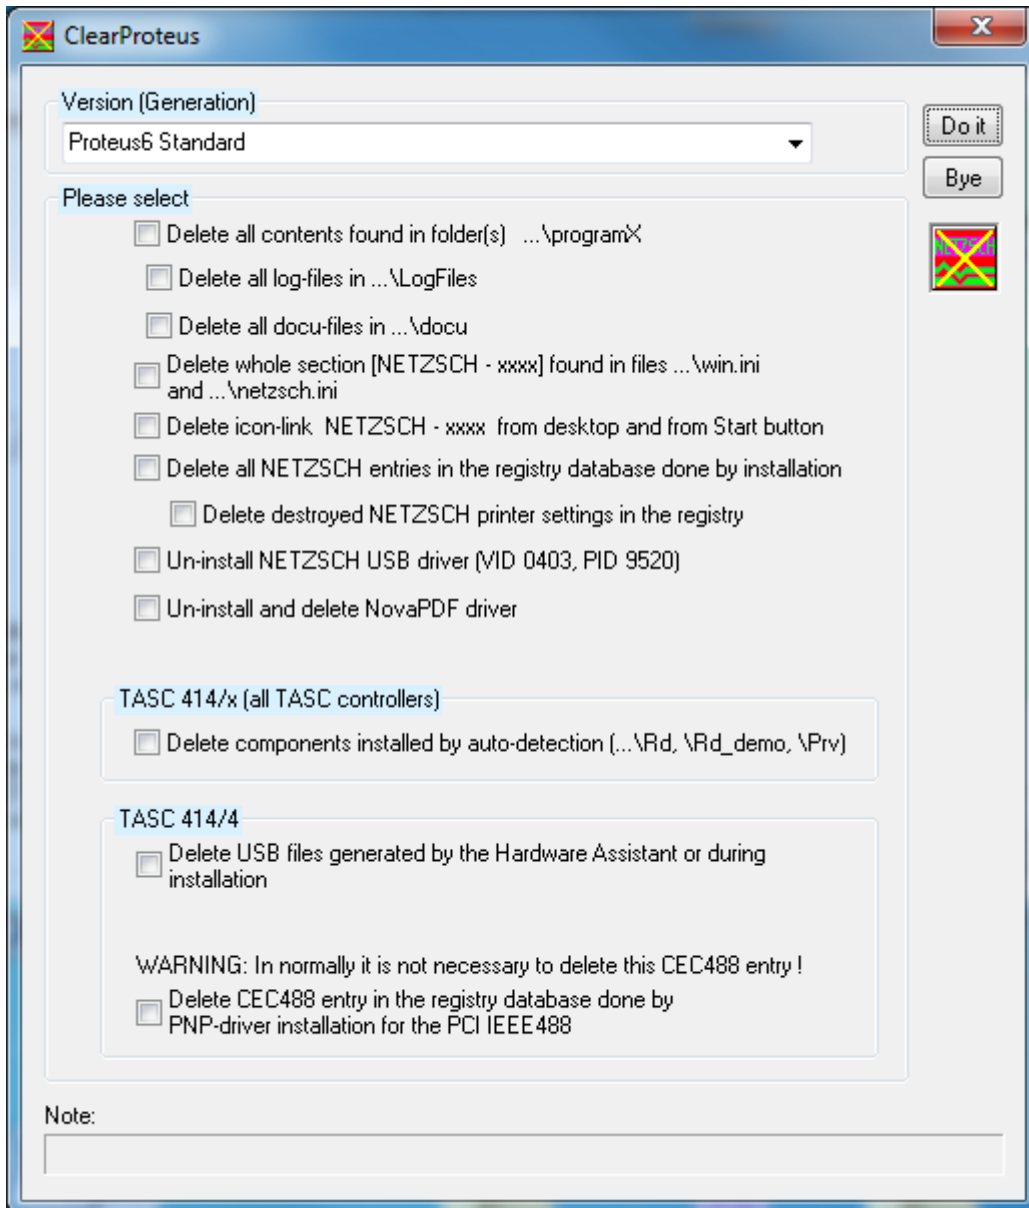 ClearProteus
Version (Generation)
Proteus6 Standard
Do it
Bye
Please select
Delete all contents found in folder(s) ...\programX
NETZSCH
Delete all log-files in ...\LogFiles
Delete all docu-files in ...\docu
Delete whole section [NETZSCH - xxxx] found in files ...\win.ini
and ...\netzsch.ini
Delete icon-link NETZSCH - xxxx from desktop and from Start button
Delete all NETZSCH entries in the registry database done by installation
Delete destroyed NETZSCH printer settings in the registry
Un-install NETZSCH USB driver (VID 0403, PID 9520)
Un-install and delete NovaPDF driver
TASC 414/x (all TASC controllers)
Delete components installed by auto-detection (...\Rd, \Rd_demo, \Prv)
TASC 414/4
Delete USB files generated by the Hardware Assistant or during
installation
WARNING: In normally it is not necessary to delete this CEC488 entry !
Delete CEC488 entry in the registry database done by
PNP-driver installation for the PCI IEEE488
Note: